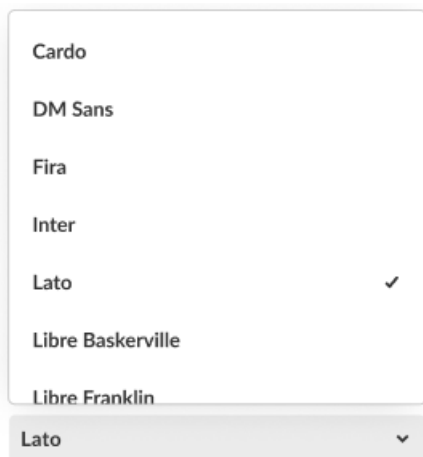 Cardo
DM Sans
Fira
Inter
Lato
Libre Baskerville
Libre Franklin
Lato